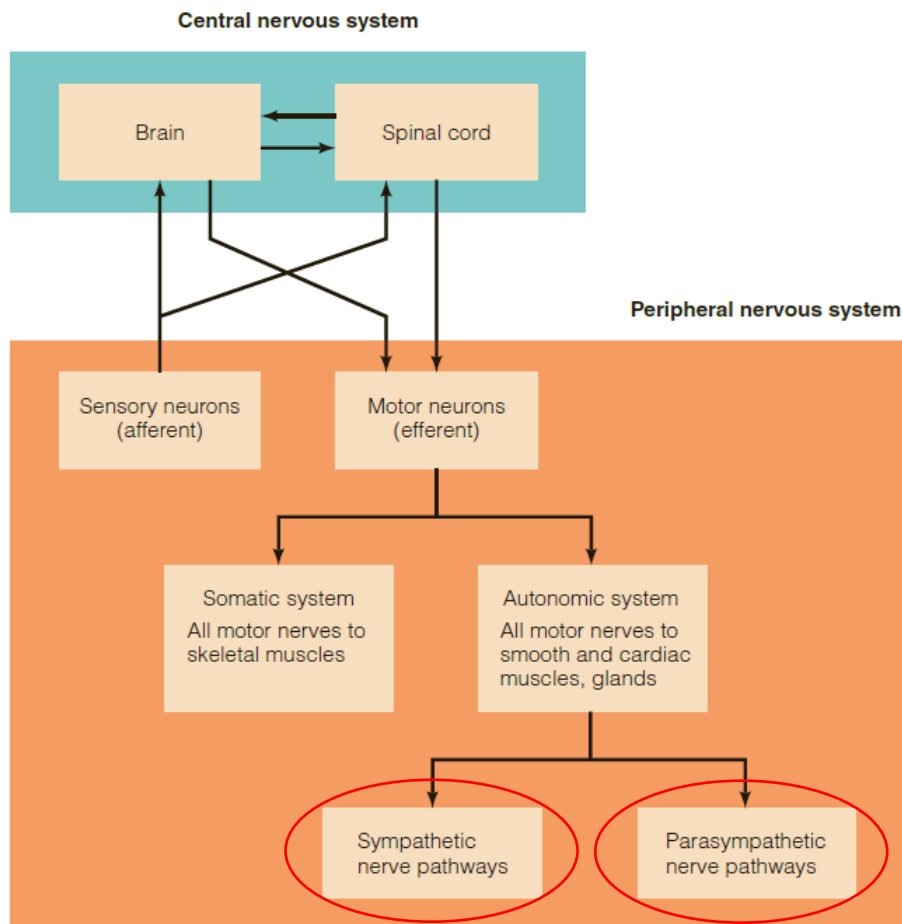 Central nervous system
Brain
Spinal cord
Peripheral nervous system
Sensory neurons
(afferent)
Motor neurons
(efferent)
Somatic system
All motor nerves to
skeletal muscles
Autonomic system
All motor nerves to
smooth and cardiac
muscles, glands
Sympathetic
nerve pathways
Parasympathetic
nerve pathways